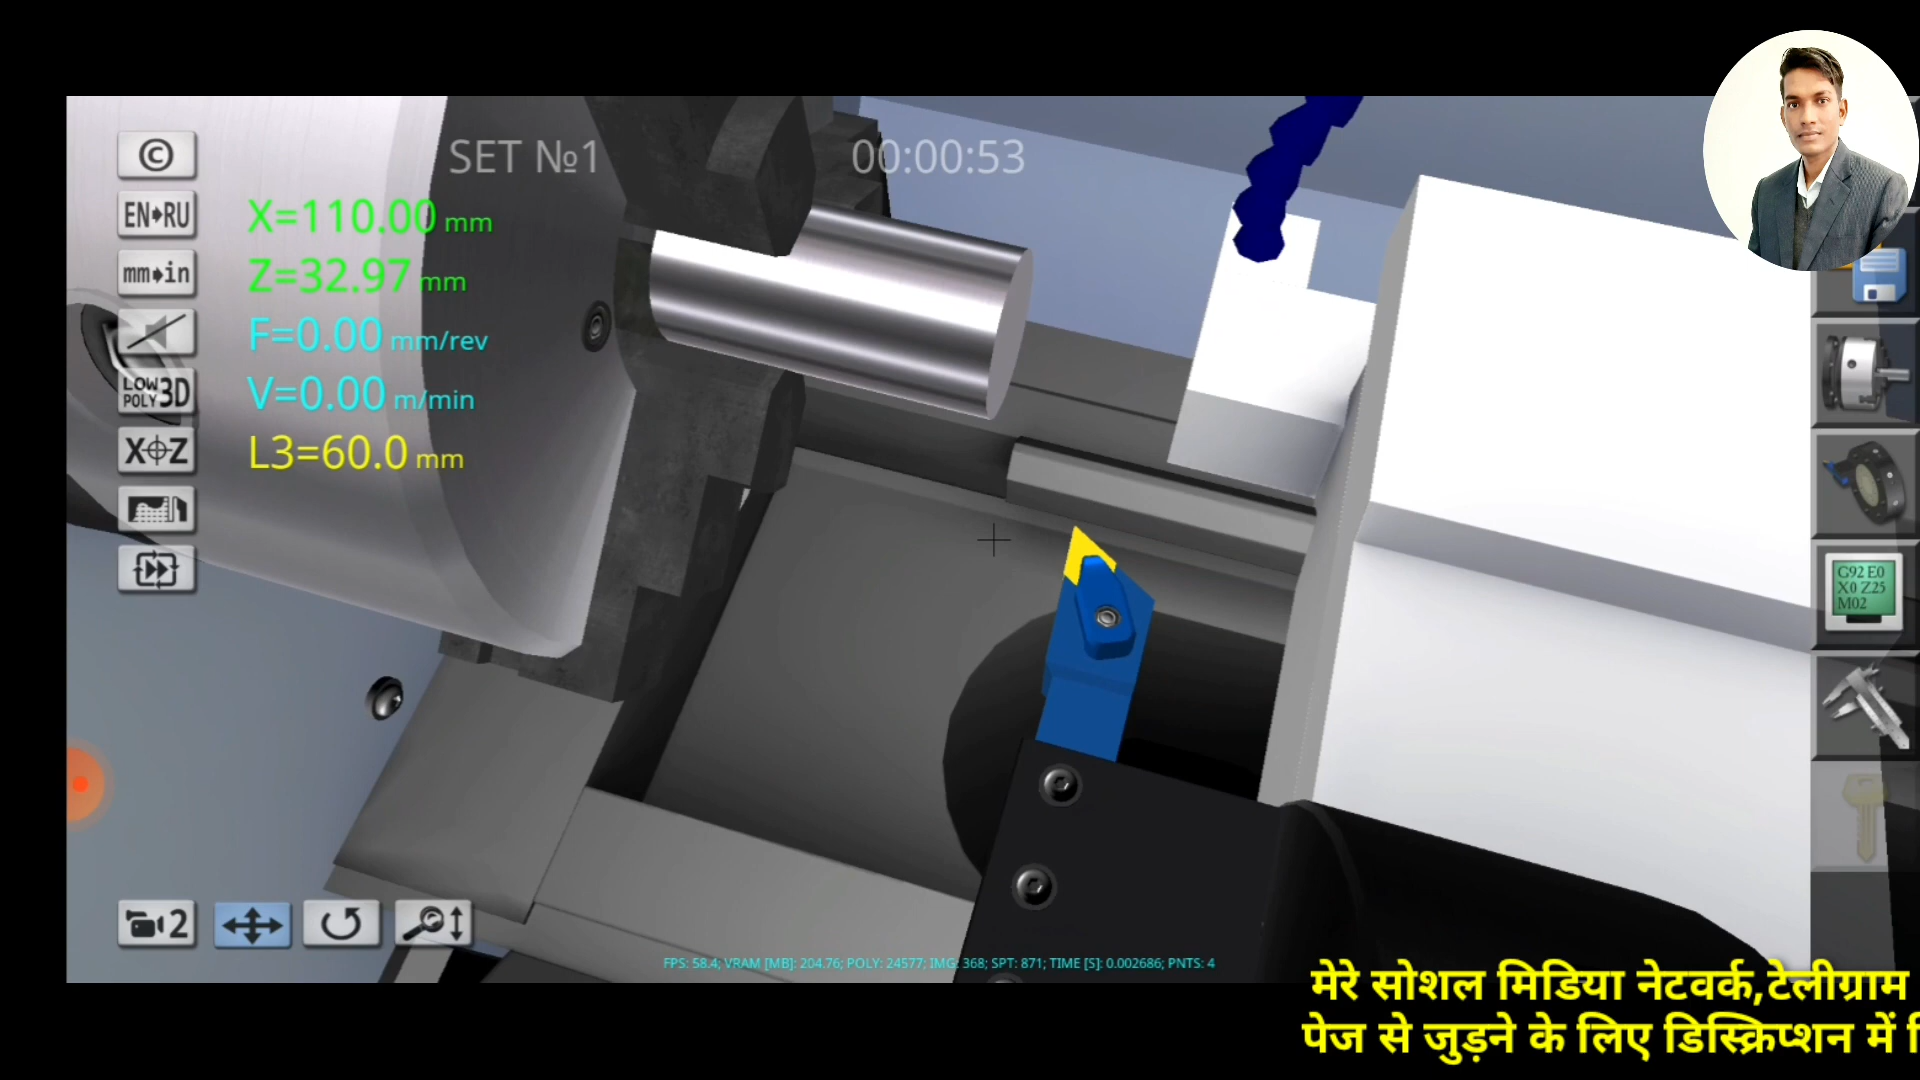 SET №1
00:00:53
©
EN→RU
X=110.00 mm
mm→in
Z=32.97 mm
F=0.00 mm/rev
LOW POLY 3D
V=0.00 m/min
X Z
L3=60.0 mm
G92 E0
X0 Z25
M02
2
FPS: 58.4; VRAM [MB]: 204.76; POLY: 24577; IMG: 368; SPT: 871; TIME [S]: 0.002686; PNTS: 4
मेरे सोशल मिडिया नेटवर्क,टेलीग्राम
पेज से जुड़ने के लिए डिस्क्रिप्शन में